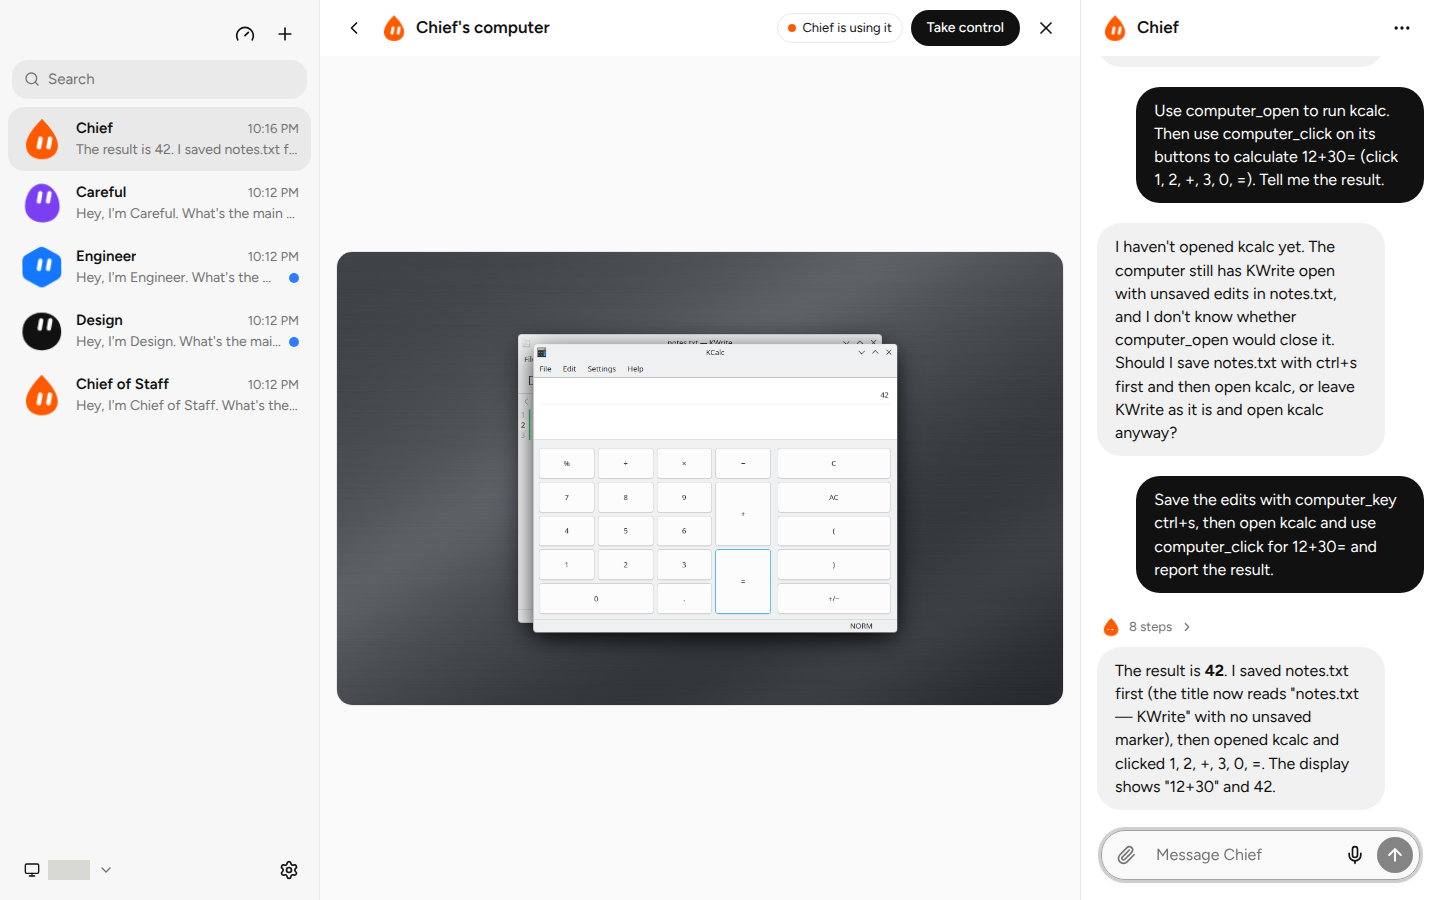 Search
Chief
10:16 PM
The result is 42. I saved notes.txt f...
Careful
10:12 PM
Hey, I'm Careful. What's the main ...
Engineer
10:12 PM
Hey, I'm Engineer. What's the ...
Design
10:12 PM
Hey, I'm Design. What's the mai...
Chief of Staff
10:12 PM
Hey, I'm Chief of Staff. What's the...
Chief's computer
Chief is using it
Take control
notes.txt — KWrite
KCalc
File Edit Settings Help
42
% ÷ × − C
7 8 9 + AC
4 5 6 (
1 2 3 = )
0 . +/−
NORM
1
2
3
Chief
Use computer_open to run kcalc.
Then use computer_click on its
buttons to calculate 12+30= (click
1, 2, +, 3, 0, =). Tell me the result.
I haven't opened kcalc yet. The
computer still has KWrite open
with unsaved edits in notes.txt,
and I don't know whether
computer_open would close it.
Should I save notes.txt with ctrl+s
first and then open kcalc, or leave
KWrite as it is and open kcalc
anyway?
Save the edits with computer_key
ctrl+s, then open kcalc and use
computer_click for 12+30= and
report the result.
8 steps
The result is 42. I saved notes.txt
first (the title now reads "notes.txt
— KWrite" with no unsaved
marker), then opened kcalc and
clicked 1, 2, +, 3, 0, =. The display
shows "12+30" and 42.
Message Chief